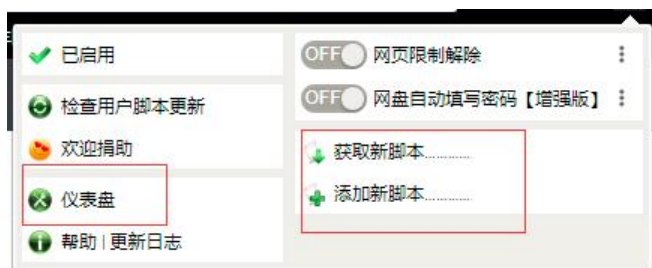 已启用
检查用户脚本更新
欢迎捐助
仪表盘
帮助 | 更新日志
OFF 网页限制解除
OFF 网盘自动填写密码【增强版】
获取新脚本............
添加新脚本............